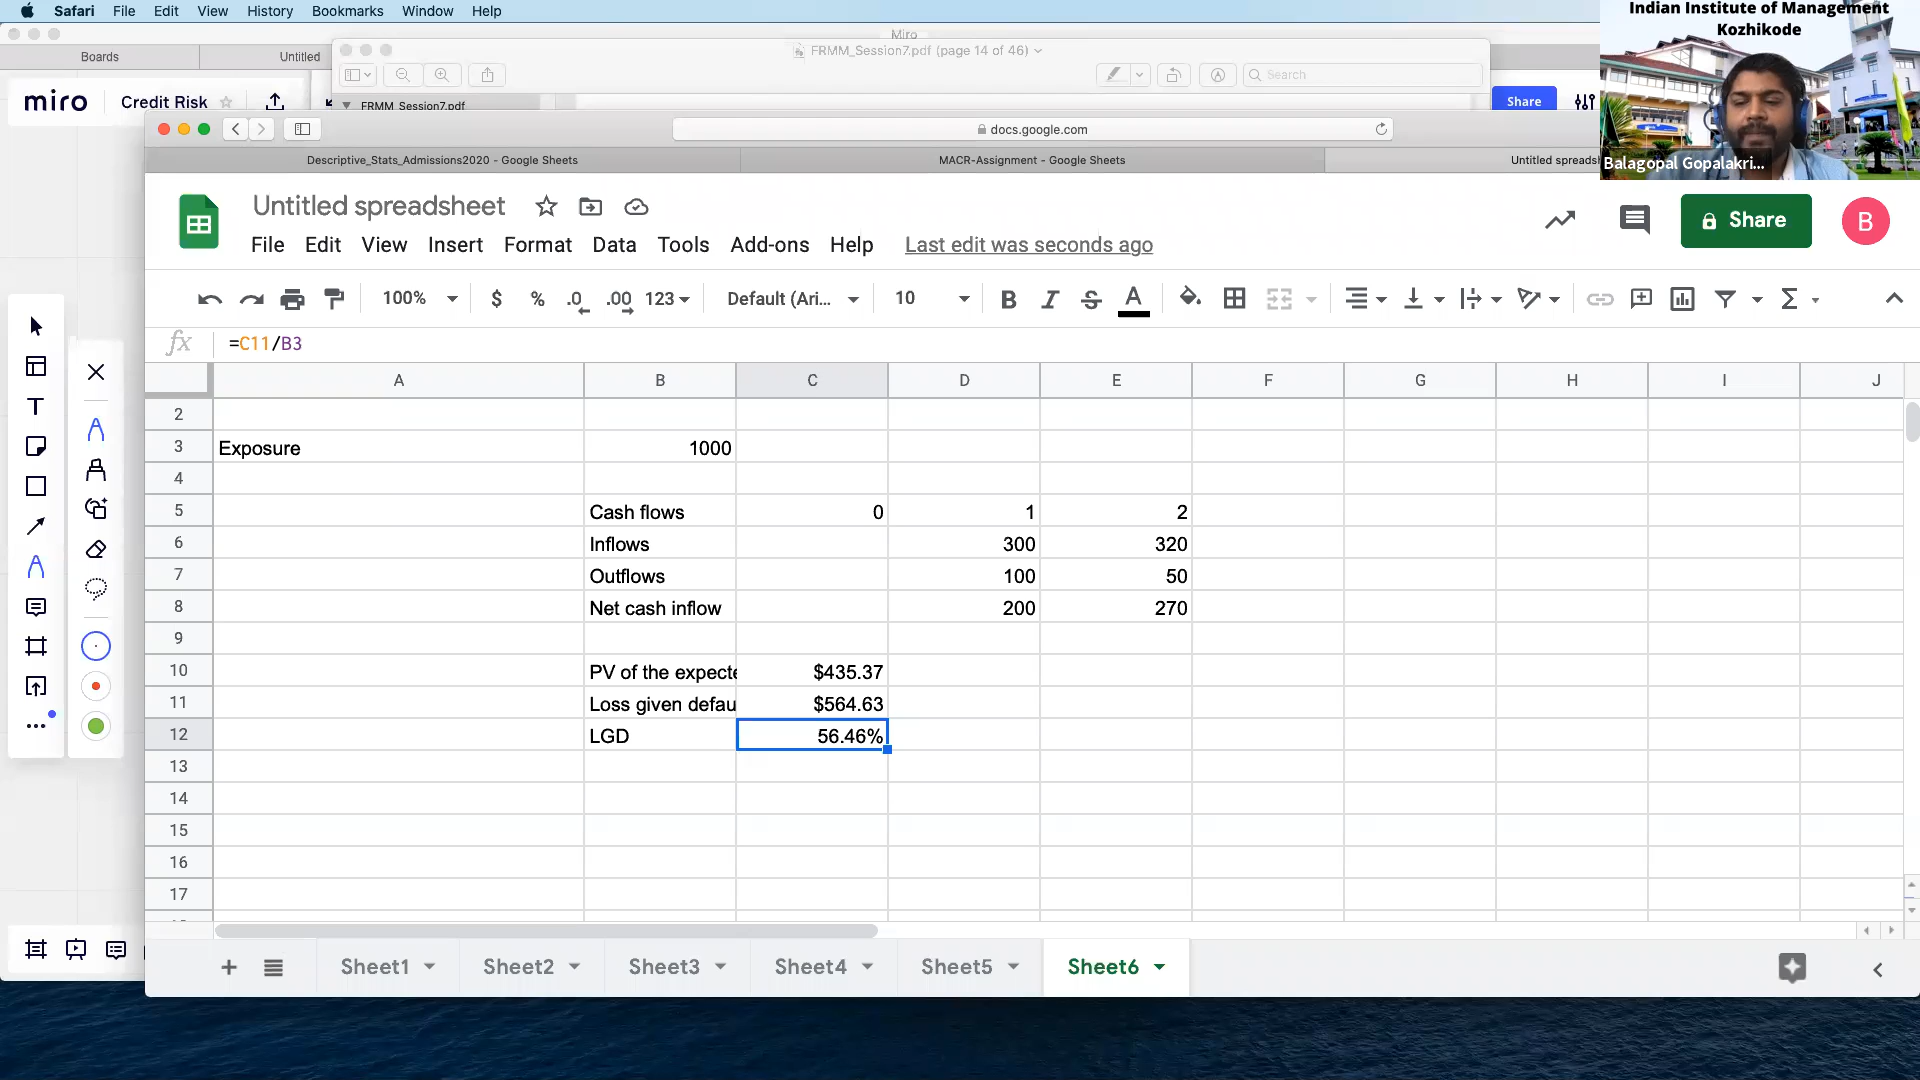 Safari File Edit View History Bookmarks Window Help
Indian Institute of Management
Kozhikode
Balagopal Gopalakri...
Miro
Boards Untitled
FRMM_Session7.pdf (page 14 of 46)
Search
miro Credit Risk
FRMM_Session7.pdf
Share
docs.google.com
Descriptive_Stats_Admissions2020 - Google Sheets MACR-Assignment - Google Sheets Untitled spreads
Untitled spreadsheet
Share
B
File Edit View Insert Format Data Tools Add-ons Help Last edit was seconds ago
100% $ % .0 .00 123 Default (Ari... 10 B I S A
fx =C11/B3
A B C D E F G H I J
2
3 Exposure 1000
4
5 Cash flows 0 1 2
6 Inflows 300 320
7 Outflows 100 50
8 Net cash inflow 200 270
9
10 PV of the expecte $435.37
11 Loss given defau $564.63
12 LGD 56.46%
13
14
15
16
17
Sheet1 Sheet2 Sheet3 Sheet4 Sheet5 Sheet6